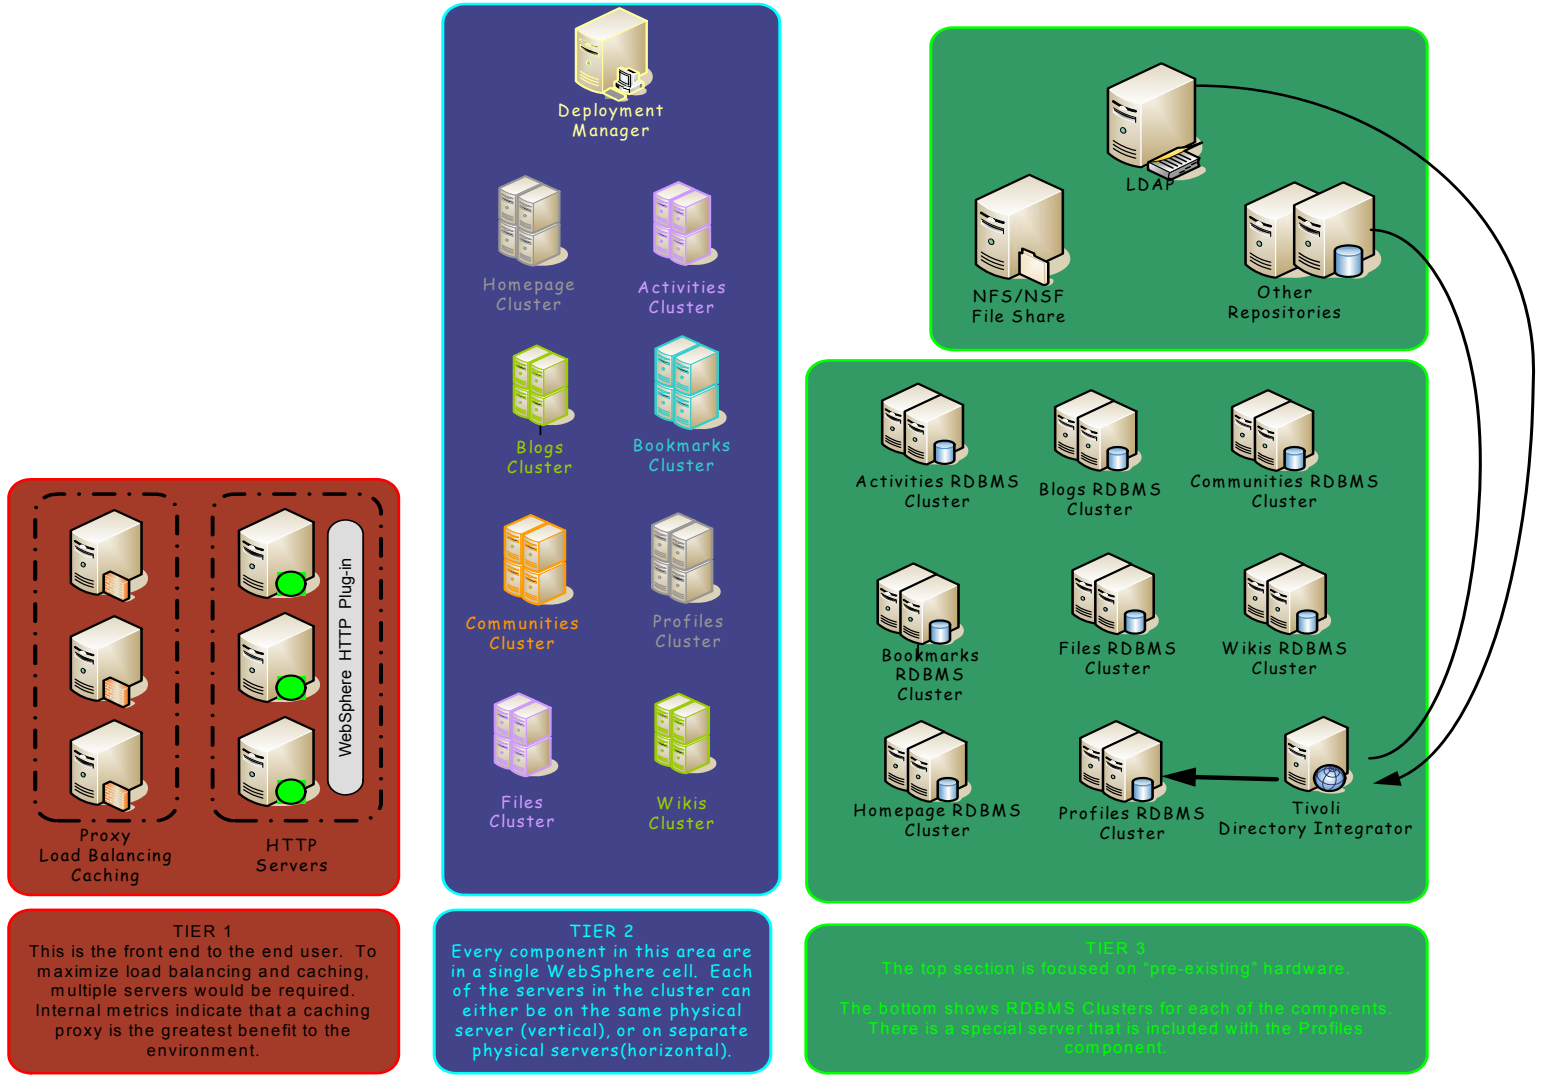 Deployment
Manager
Homepage
Cluster
Activities
Cluster
Blogs
Cluster
Bookmarks
Cluster
Communities
Cluster
Profiles
Cluster
Files
Cluster
Wikis
Cluster
LDAP
NFS/NSF
File Share
Other
Repositories
Activities RDBMS
Cluster
Blogs RDBMS
Cluster
Communities RDBMS
Cluster
Bookmarks
RDBMS
Cluster
Files RDBMS
Cluster
Wikis RDBMS
Cluster
Homepage RDBMS
Cluster
Profiles RDBMS
Cluster
Tivoli
Directory Integrator
WebSphere HTTP Plug-in
Proxy
Load Balancing
Caching
HTTP
Servers
TIER 1
This is the front end to the end user. To
maximize load balancing and caching,
multiple servers would be required.
Internal metrics indicate that a caching
proxy is the greatest benefit to the
environment.
TIER 2
Every component in this area are
in a single WebSphere cell. Each
of the servers in the cluster can
either be on the same physical
server (vertical), or on separate
physical servers(horizontal).
TIER 3
The top section is focused on “pre-existing” hardware.
The bottom shows RDBMS Clusters for each of the compnents.
There is a special server that is included with the Profiles
component.